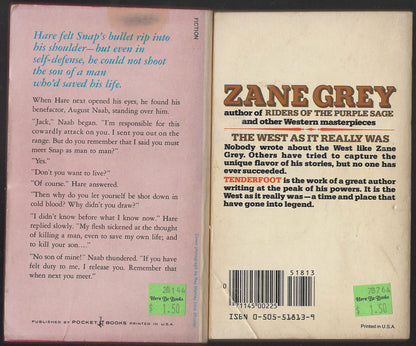 FICTION
Hare felt Snap's bullet rip into
his shoulder—but even in
self-defense, he could not shoot
the son of a man
who'd saved his life.
When Hare next opened his eyes, he found his
benefactor, August Naab, standing over him.
"Jack," Naab began. "I'm responsible for this
cowardly attack on you. I sent you out on the
range. But do you remember that I said you must
meet Snap as man to man?"
"Yes."
"Don't you want to live?"
"Of course." Hare answered.
"Then why do you let yourself be shot down in
cold blood? Why didn't you draw?"
"I didn't know before what I know now." Hare
replied slowly. "My flesh sickened at the thought
of killing a man, even to save my own life; and
to kill your son...."
"No son of mine!" Naab thundered. "If you have
felt duty to me, I release you. Remember that
when next you meet."
28144
Here Be Books
$ 1.50
PUBLISHED BY POCKET BOOKS PRINTED IN U.S.A.
ZANE GREY
author of RIDERS OF THE PURPLE SAGE
and other Western masterpieces
THE WEST AS IT REALLY WAS
Nobody wrote about the West like Zane
Grey. Others have tried to capture the
unique flavor of his stories, but no one has
ever succeeded.
TENDERFOOT is the work of a great author
writing at the peak of his powers. It is the
West as it really was—a time and place that
have gone into legend.
51813
7114500225
ISBN 0-505-51813-9
Here Be Books
$ 1.50
Printed in U.S.A.